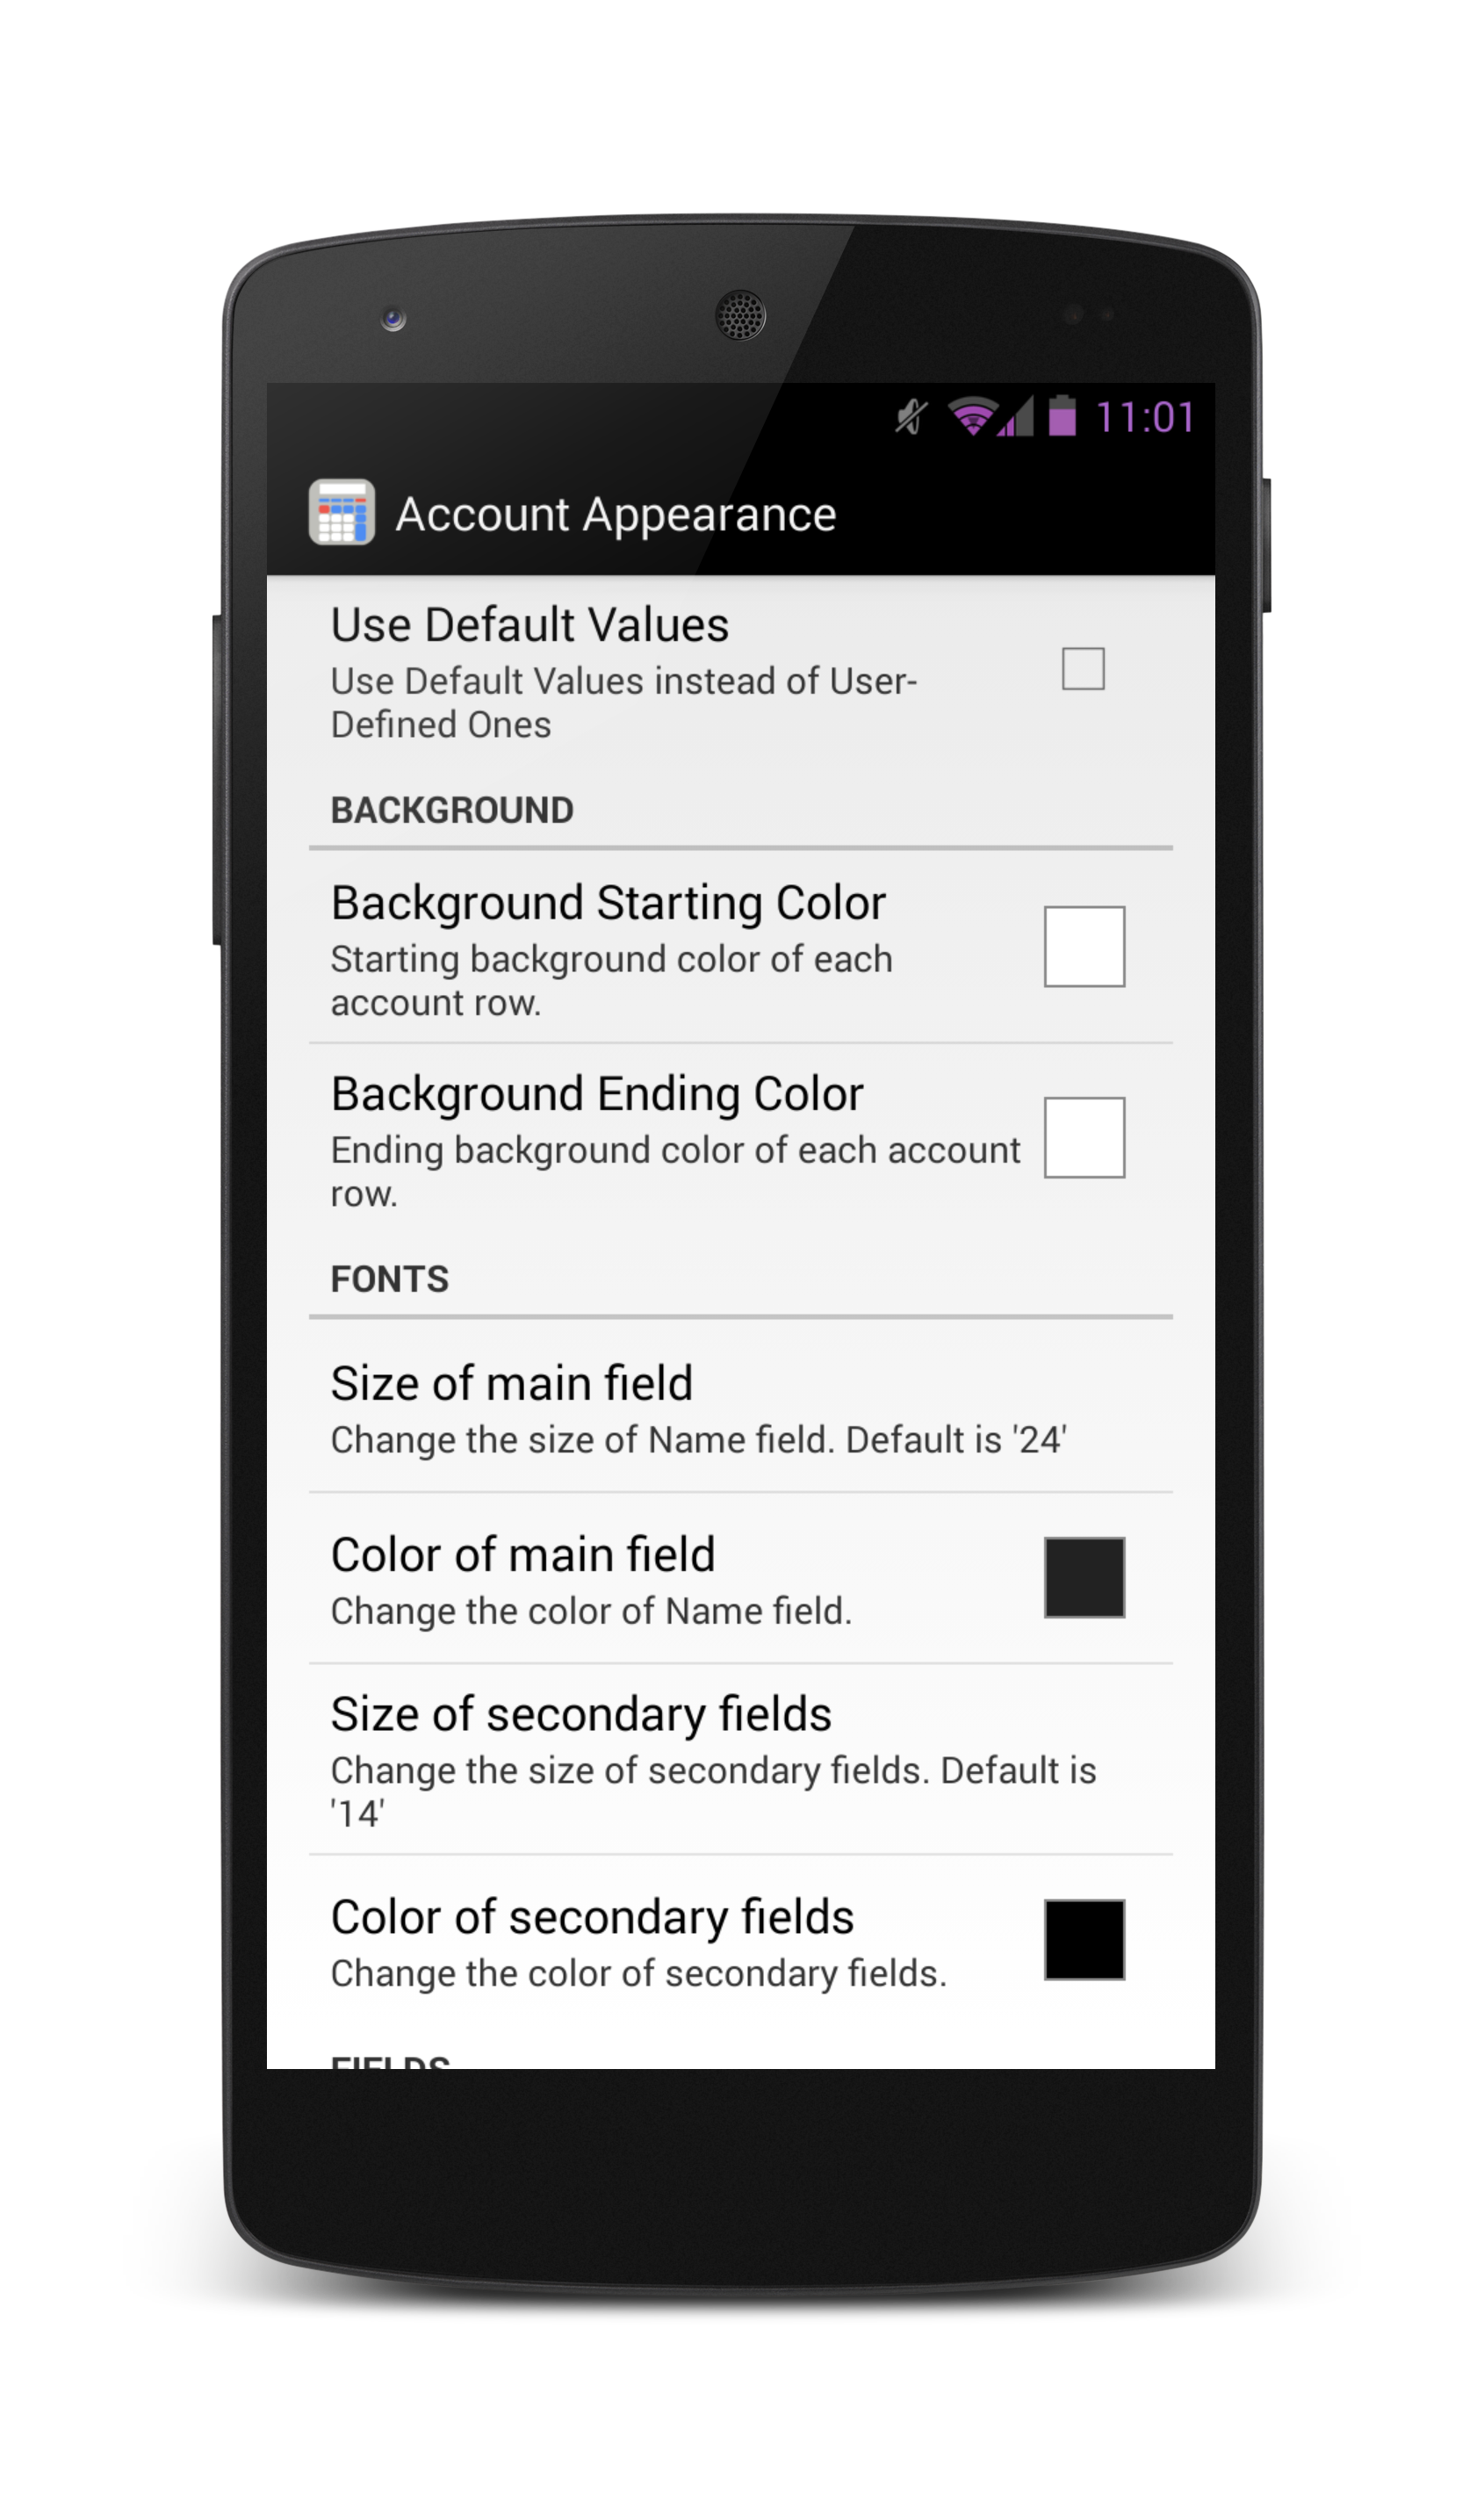 11:01
Account Appearance
Use Default Values
Use Default Values instead of User-
Defined Ones
BACKGROUND
Background Starting Color
Starting background color of each
account row.
Background Ending Color
Ending background color of each account
row.
FONTS
Size of main field
Change the size of Name field. Default is '24'
Color of main field
Change the color of Name field.
Size of secondary fields
Change the size of secondary fields. Default is
'14'
Color of secondary fields
Change the color of secondary fields.
FIELDS